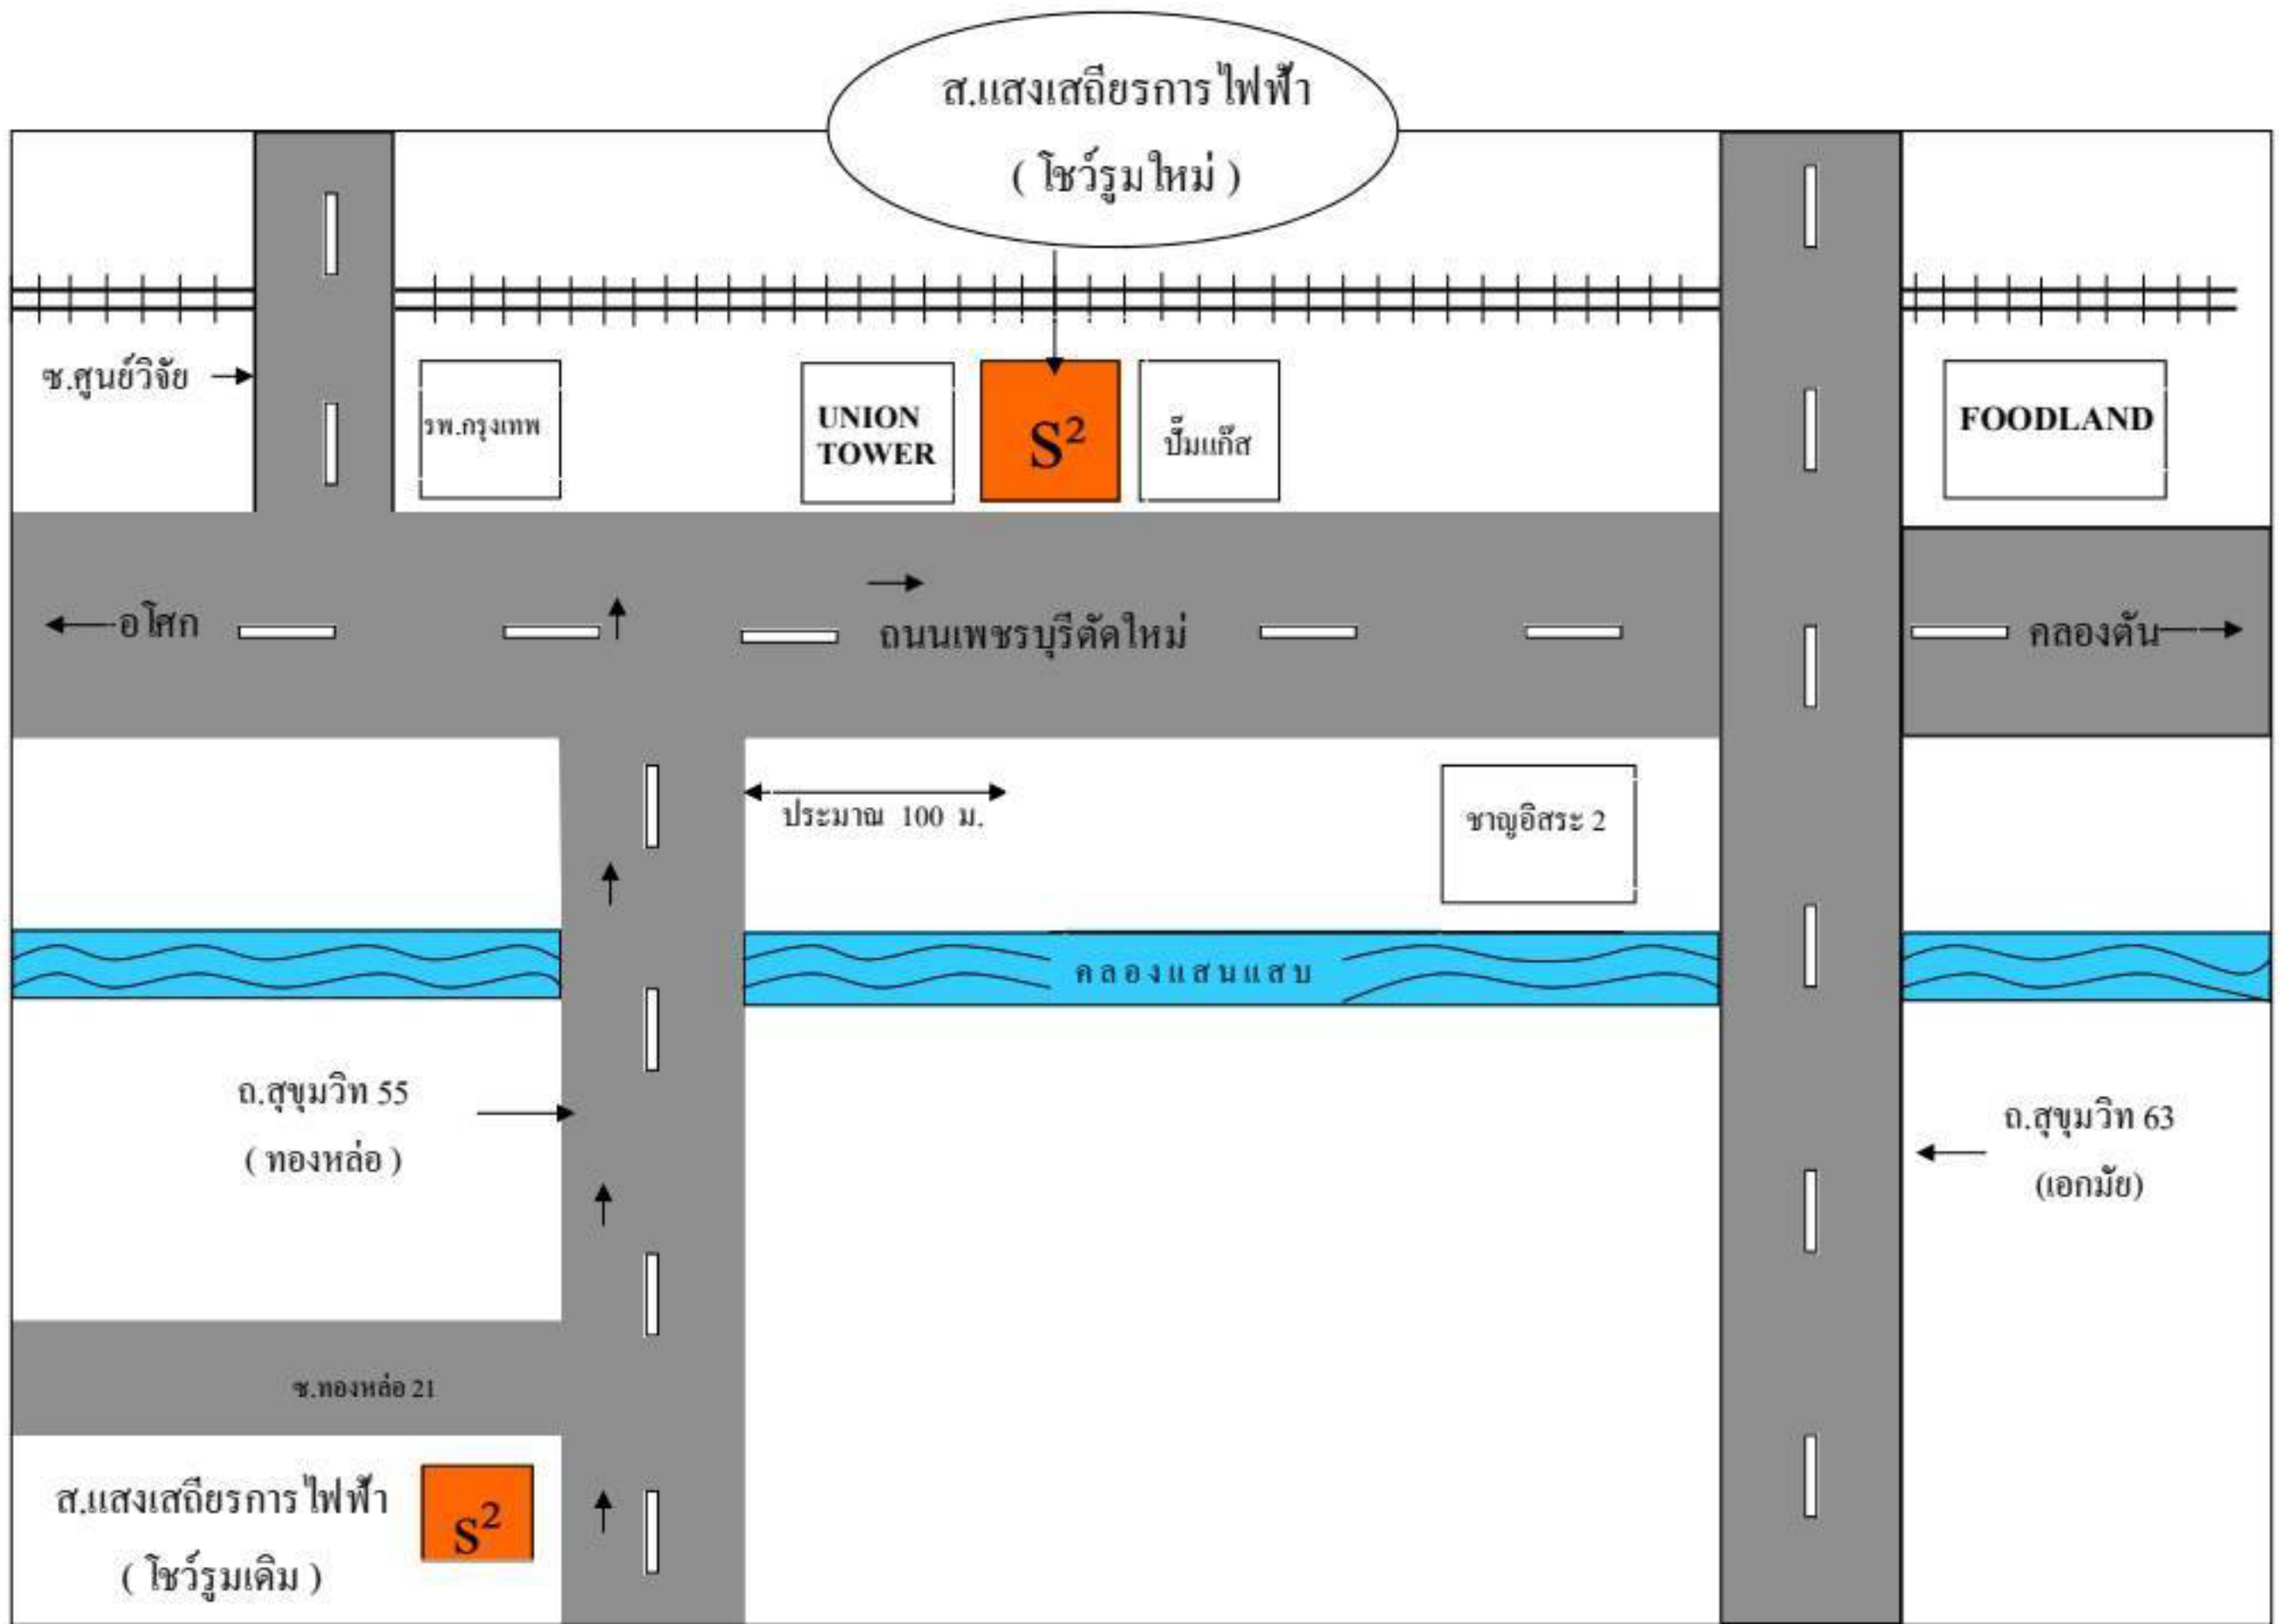 ส.แสงเสถียรการไฟฟ้า
( โชว์รูมใหม่ )
ซ.ศูนย์วิจัย
รพ.กรุงเทพ
UNION
TOWER
S²
ปั๊มแก๊ส
FOODLAND
อโศก
ถนนเพชรบุรีตัดใหม่
คลองตัน
ประมาณ 100 ม.
ชาญอิสระ 2
คลองแสนแสบ
ถ.สุขุมวิท 55
( ทองหล่อ )
ถ.สุขุมวิท 63
(เอกมัย)
ซ.ทองหล่อ 21
ส.แสงเสถียรการไฟฟ้า
( โชว์รูมเดิม )
S²